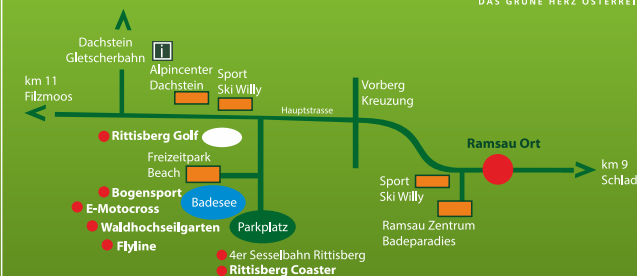 DAS GRÜNE HERZ ÖSTERREI
Dachstein
Gletscherbahn
i
km 11
Filzmoos
Alpincenter
Dachstein
Sport
Ski Willy
Hauptstrasse
Vorberg
Kreuzung
Rittisberg Golf
Ramsau Ort
Freizeitpark
Beach
km 9
Schlad
Bogensport
Badesee
Sport
Ski Willy
E-Motocross
Waldhochseilgarten
Parkplatz
Ramsau Zentrum
Badeparadies
Flyline
4er Sesselbahn Rittisberg
Rittisberg Coaster